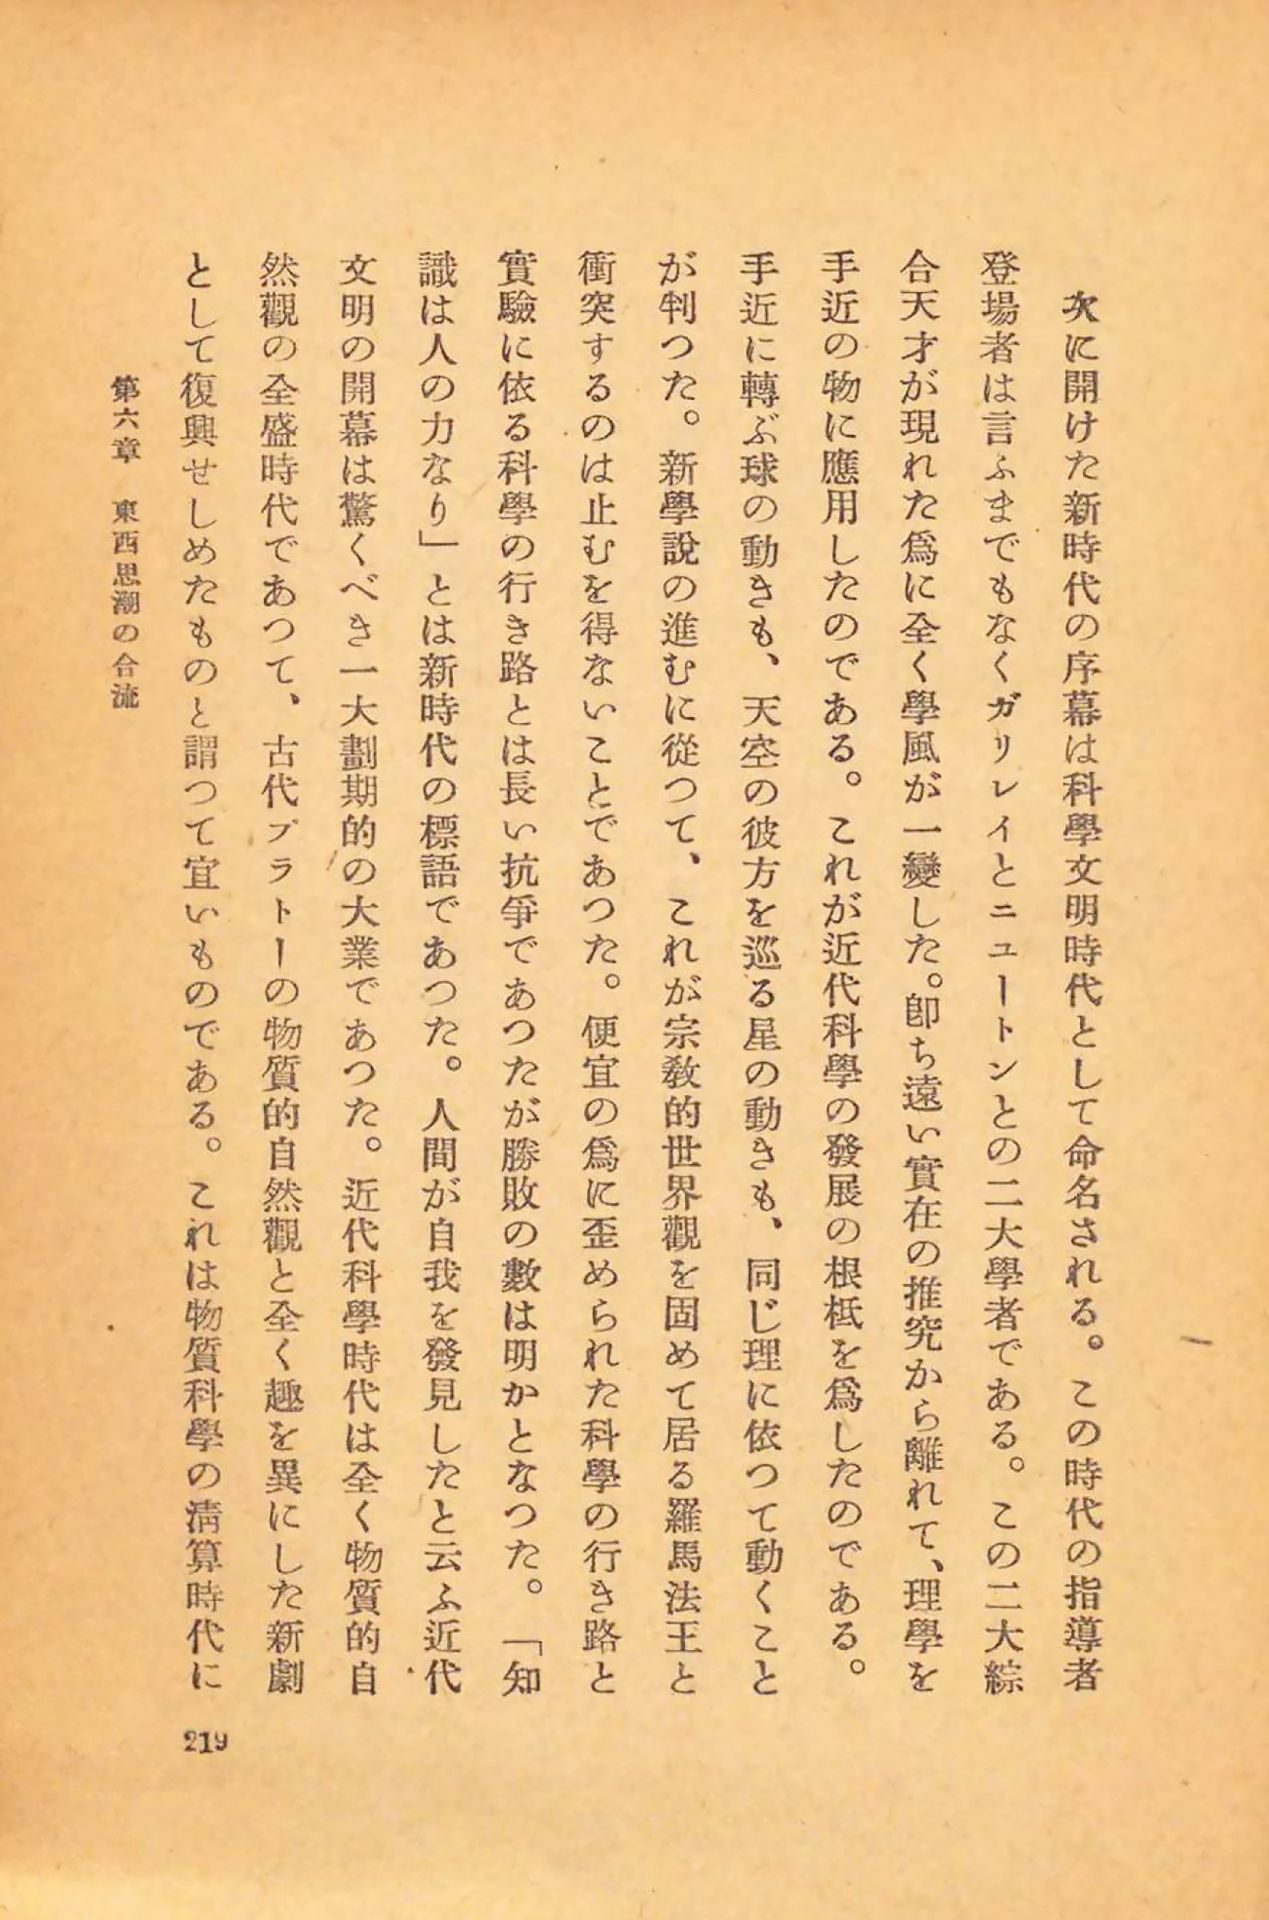 次に開けた新時代の序幕は科學文明時代として命名される。この時代の指導者
登場者は言ふまでもなくガリレイとニュートンとの二大學者である。この二大綜
合天才が現れた爲に全く學風が一變した。卽ち遠い實在の推究から離れて、理學を
手近の物に應用したのである。これが近代科學の發展の根柢を爲したのである。
手近に轉ぶ球の動きも、天空の彼方を巡る星の動きも、同じ理に依つて動くこと
が判つた。新學說の進むに從つて、これが宗敎的世界觀を固めて居る羅馬法王と
衝突するのは止むを得ないことであつた。便宜の爲に歪められた科學の行き路と
實驗に依る科學の行き路とは長い抗爭であつたが勝敗の數は明かとなつた。「知
識は人の力なり」とは新時代の標語であつた。人間が自我を發見したと云ふ近代
文明の開幕は驚くべき一大劃期的の大業であつた。近代科學時代は全く物質的自
然觀の全盛時代であつて、古代プラトーの物質的自然觀と全く趣を異にした新劇
として復興せしめたものと謂つて宜いものである。これは物質科學の淸算時代に
第六章　東西思潮の合流
219